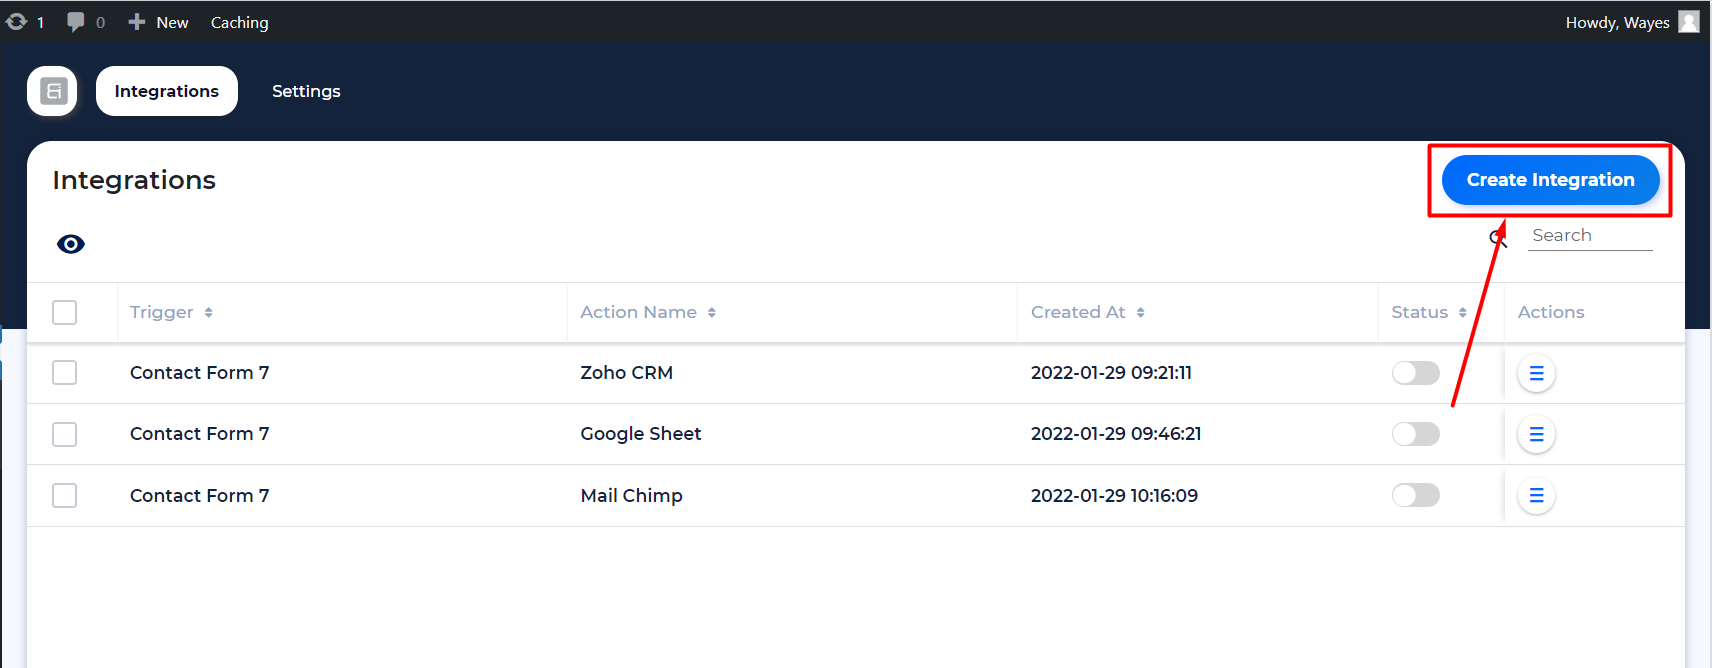 1 0 New Caching Howdy, Wayes
Integrations Settings
Integrations Create Integration
Search
Trigger Action Name Created At Status Actions
Contact Form 7 Zoho CRM 2022-01-29 09:21:11
Contact Form 7 Google Sheet 2022-01-29 09:46:21
Contact Form 7 Mail Chimp 2022-01-29 10:16:09